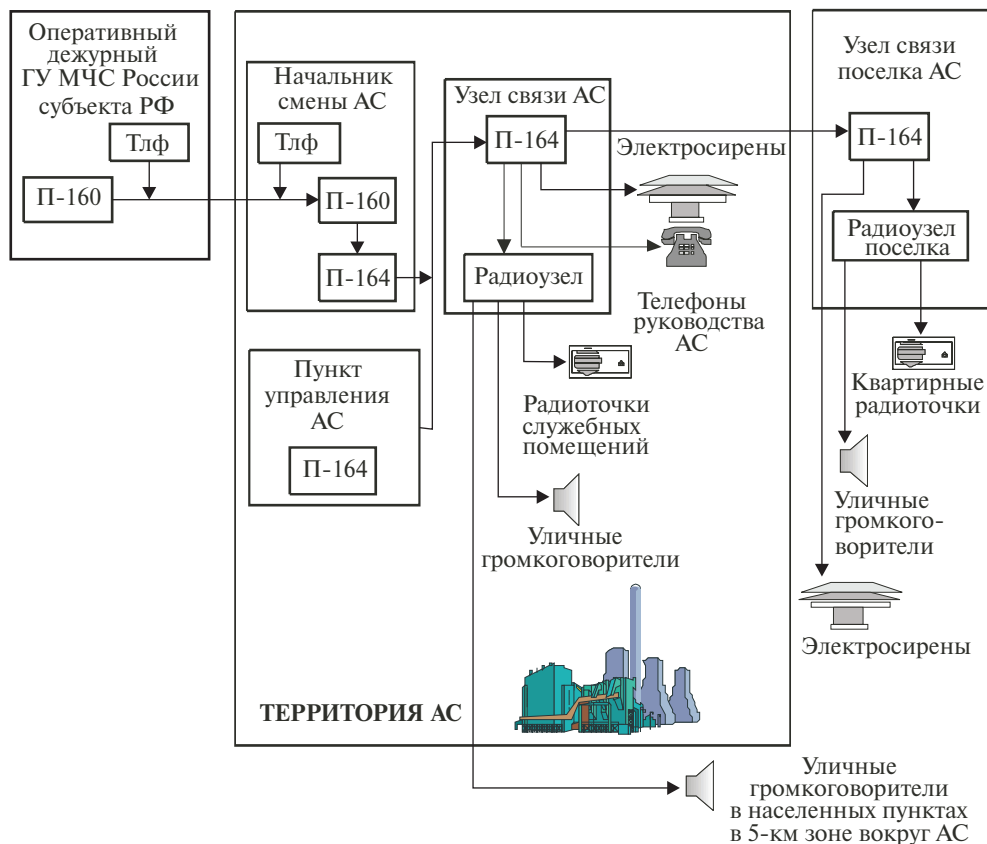 Оперативный
дежурный
ГУ МЧС России
субъекта РФ
Тлф
П-160
Начальник
смены АС
Тлф
П-160
П-164
Пункт
управления
АС
П-164
Узел связи АС
П-164
Радиоузел
Электросирены
Телефоны
руководства
АС
Радиоточки
служебных
помещений
Уличные
громкоговорители
ТЕРРИТОРИЯ АС
Узел связи
поселка АС
П-164
Радиоузел
поселка
Квартирные
радиоточки
Уличные
громкого-
ворители
Электросирены
Уличные
громкоговорители
в населенных пунктах
в 5-км зоне вокруг АС